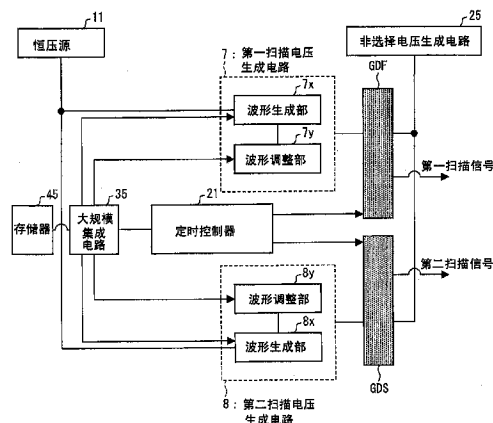 11
恒压源
25
非选择电压生成电路
7：第一扫描电压
生成电路
GDF
7x
波形生成部
7y
波形调整部
第一扫描信号
45
存储器
35
大规模
集成电路
21
定时控制器
第二扫描信号
8y
波形调整部
8x
波形生成部
GDS
8：第二扫描电压
生成电路